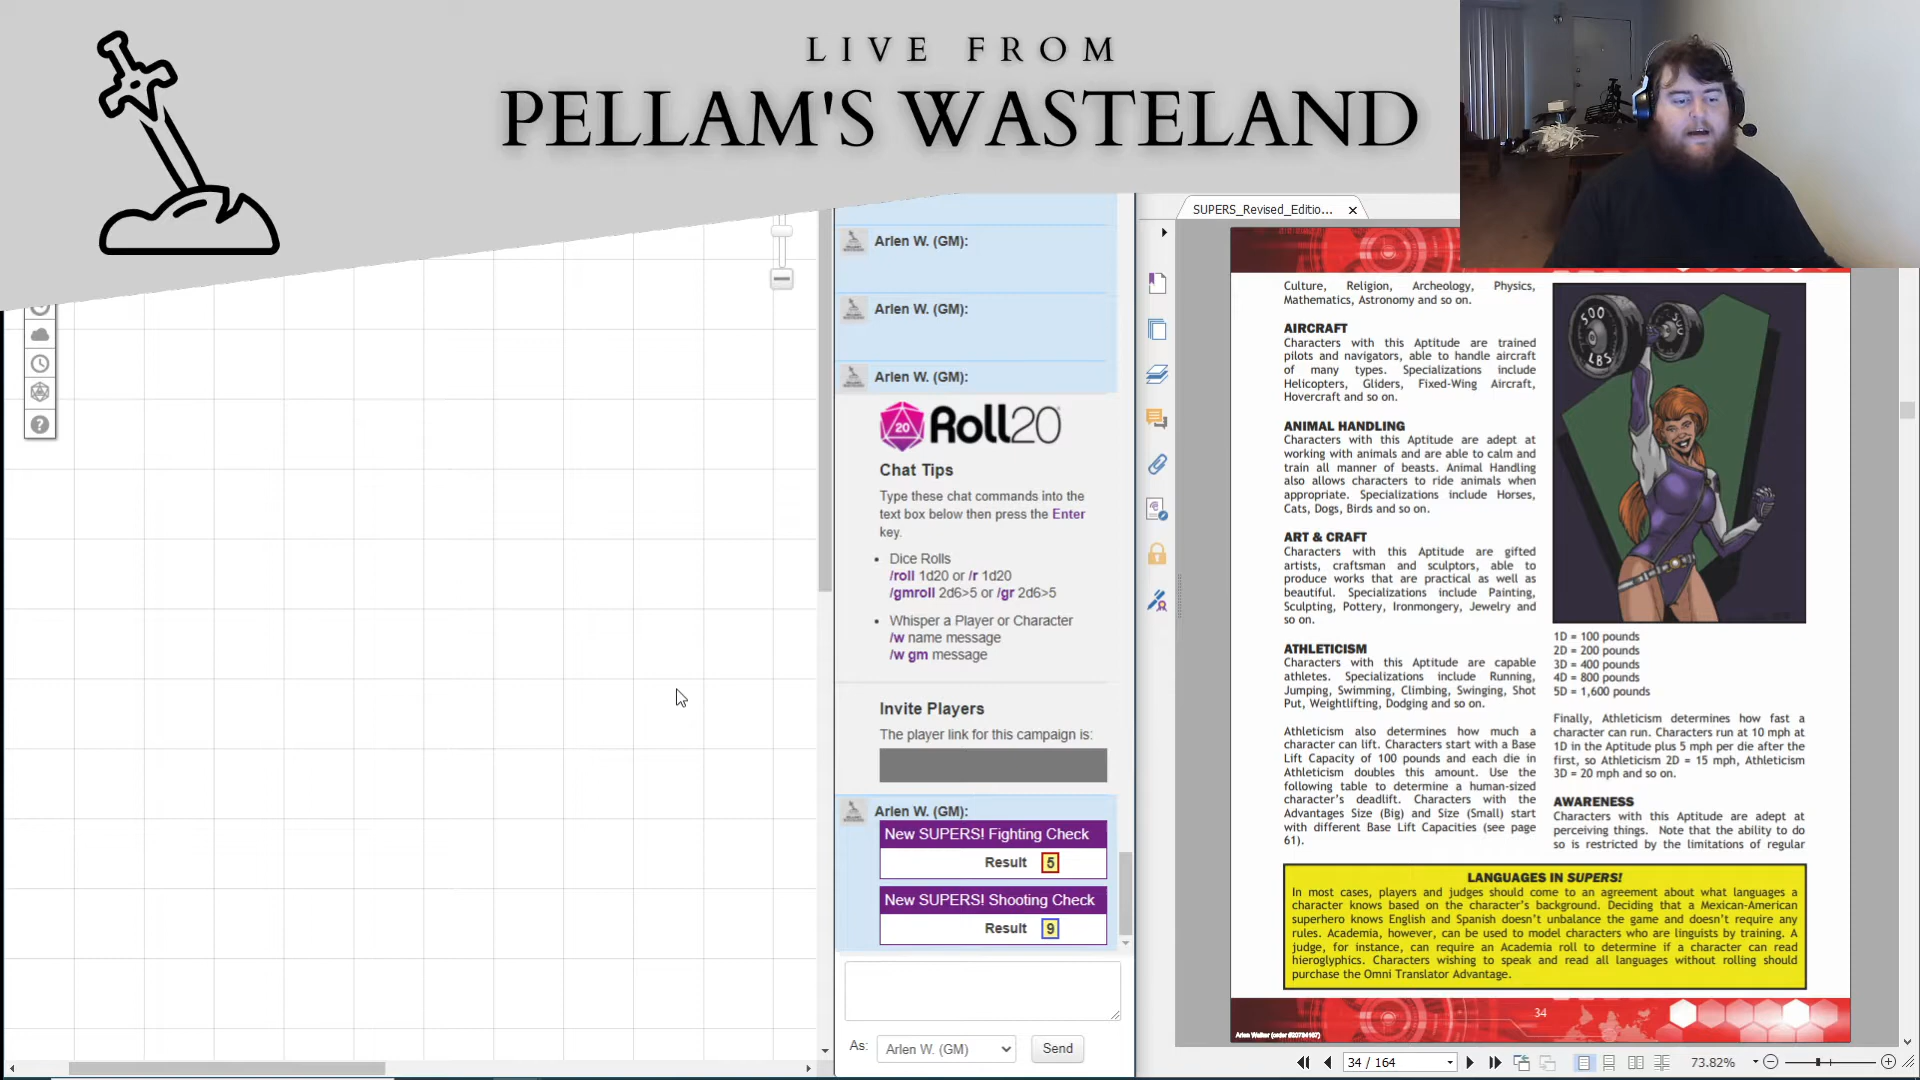 LIVE FROM
PELLAM'S WASTELAND
Arlen W. (GM):
Arlen W. (GM):
Arlen W. (GM):
20
Roll20
Chat Tips
Type these chat commands into the
text box below then press the Enter
key.
• Dice Rolls
/roll 1d20 or /r 1d20
/gmroll 2d6>5 or /gr 2d6>5
• Whisper a Player or Character
/w name message
/w gm message
Invite Players
The player link for this campaign is:
Arlen W. (GM):
New SUPERS! Fighting Check
Result 5
New SUPERS! Shooting Check
Result 9
As: Arlen W. (GM) Send
SUPERS_Revised_Editio...
Culture, Religion, Archeology, Physics,
Mathematics, Astronomy and so on.
AIRCRAFT
Characters with this Aptitude are trained
pilots and navigators, able to handle aircraft
of many types. Specializations include
Helicopters, Gliders, Fixed-Wing Aircraft,
Hovercraft and so on.
ANIMAL HANDLING
Characters with this Aptitude are adept at
working with animals and are able to calm and
train all manner of beasts. Animal Handling
also allows characters to ride animals when
appropriate. Specializations include Horses,
Cats, Dogs, Birds and so on.
ART & CRAFT
Characters with this Aptitude are gifted
artists, craftsman and sculptors, able to
produce works that are practical as well as
beautiful. Specializations include Painting,
Sculpting, Pottery, Ironmongery, Jewelry and
so on.
ATHLETICISM
Characters with this Aptitude are capable
athletes. Specializations include Running,
Jumping, Swimming, Climbing, Swinging, Shot
Put, Weightlifting, Dodging and so on.
Athleticism also determines how much a
character can lift. Characters start with a Base
Lift Capacity of 100 pounds and each die in
Athleticism doubles this amount. Use the
following table to determine a human-sized
character's deadlift. Characters with the
Advantages Size (Big) and Size (Small) start
with different Base Lift Capacities (see page
61).
500
LBS
500
1D = 100 pounds
2D = 200 pounds
3D = 400 pounds
4D = 800 pounds
5D = 1,600 pounds
Finally, Athleticism determines how fast a
character can run. Characters run at 10 mph at
1D in the Aptitude plus 5 mph per die after the
first, so Athleticism 2D = 15 mph, Athleticism
3D = 20 mph and so on.
AWARENESS
Characters with this Aptitude are adept at
perceiving things. Note that the ability to do
so is restricted by the limitations of regular
LANGUAGES IN SUPERS!
In most cases, players and judges should come to an agreement about what languages a
character knows based on the character's background. Deciding that a Mexican-American
superhero knows English and Spanish doesn't unbalance the game and doesn't require any
rules. Academia, however, can be used to model characters who are linguists by training. A
judge, for instance, can require an Academia roll to determine if a character can read
hieroglyphics. Characters wishing to speak and read all languages without rolling should
purchase the Omni Translator Advantage.
34
34 / 164
73.82%